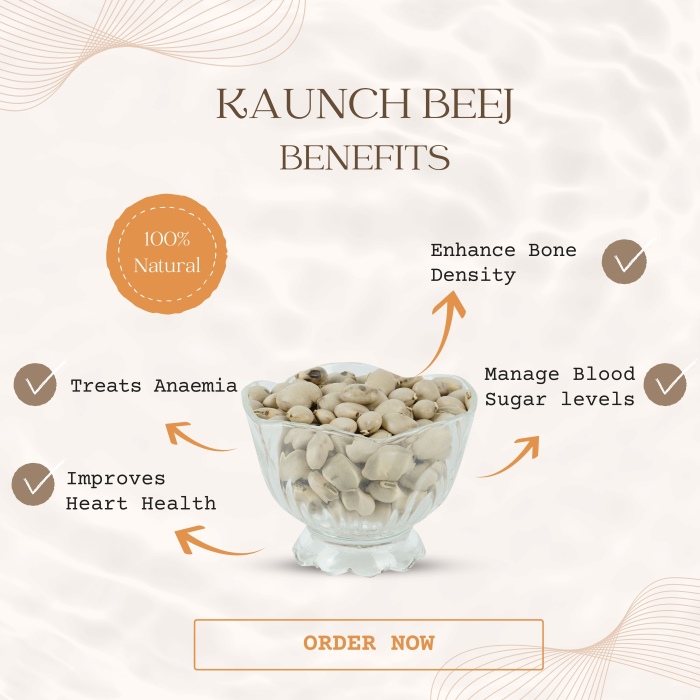 KAUNCH BEEJ
BENEFITS
100%
Natural
Enhance Bone
Density
Treats Anaemia
Manage Blood
Sugar levels
Improves
Heart Health
ORDER NOW